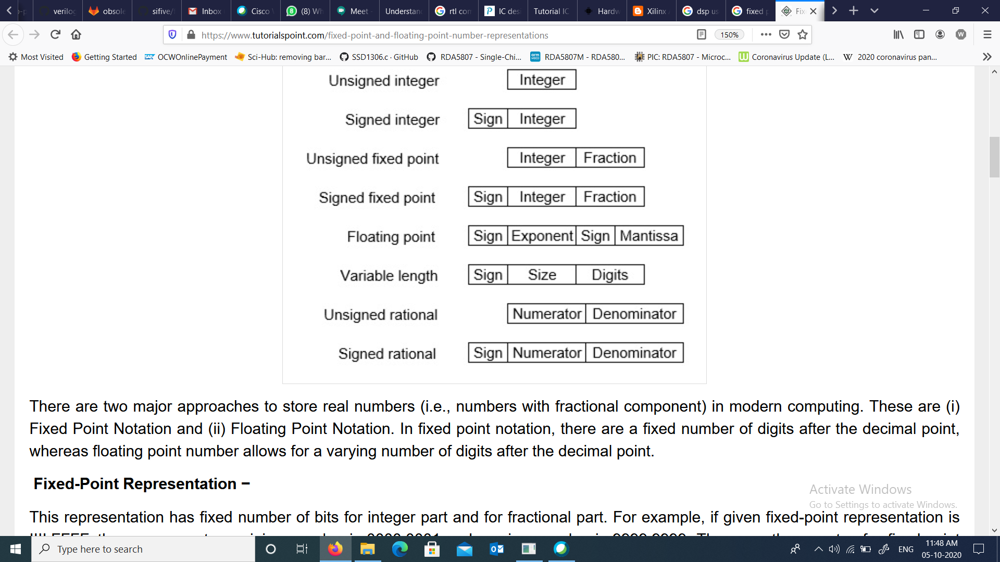 verilog obsole sifive/ Inbox Cisco (8) Wh Meet - Understan rtl con IC des Tutorial IC Hardw Xilinx dsp us fixed p Fix
https://www.tutorialspoint.com/fixed-point-and-floating-point-number-representations 150%
Most Visited Getting Started OCWOnlinePayment Sci-Hub: removing bar... SSD1306.c · GitHub RDA5807 - Single-Chi... RDA5807M - RDA580... PIC: RDA5807 - Microc... Coronavirus Update (L... 2020 coronavirus pan...
Unsigned integer Integer
Signed integer Sign Integer
Unsigned fixed point Integer Fraction
Signed fixed point Sign Integer Fraction
Floating point Sign Exponent Sign Mantissa
Variable length Sign Size Digits
Unsigned rational Numerator Denominator
Signed rational Sign Numerator Denominator
There are two major approaches to store real numbers (i.e., numbers with fractional component) in modern computing. These are (i)
Fixed Point Notation and (ii) Floating Point Notation. In fixed point notation, there are a fixed number of digits after the decimal point,
whereas floating point number allows for a varying number of digits after the decimal point.
Fixed-Point Representation −
Activate Windows
Go to Settings to activate Windows.
This representation has fixed number of bits for integer part and for fractional part. For example, if given fixed-point representation is
Type here to search
ENG
11:48 AM
05-10-2020